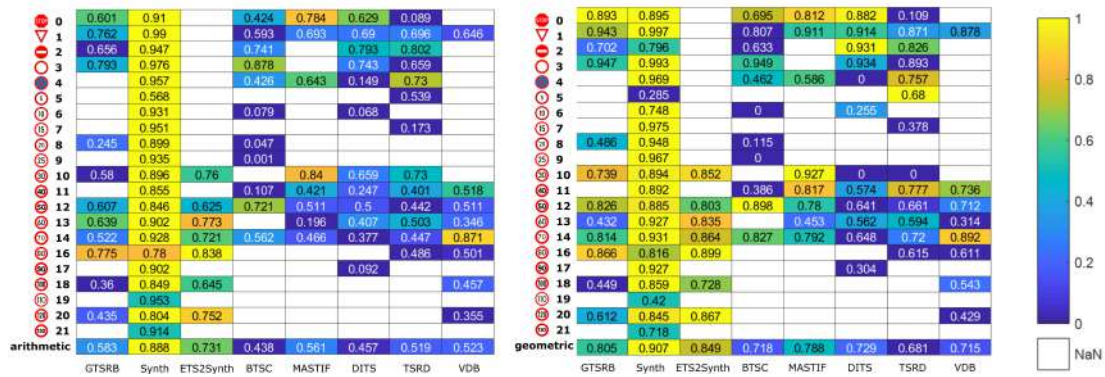 0 0.601 0.91 0.424 0.784 0.629 0.089
1 0.762 0.99 0.593 0.693 0.69 0.696 0.646
2 0.656 0.947 0.741 0.793 0.802
3 0.793 0.976 0.878 0.743 0.659
4 0.957 0.426 0.643 0.149 0.73
5 0.568 0.539
6 0.931 0.079 0.068
7 0.951 0.173
8 0.245 0.899 0.047
9 0.935 0.001
10 0.58 0.896 0.76 0.84 0.659 0.73
11 0.855 0.107 0.421 0.247 0.401 0.518
12 0.607 0.846 0.625 0.721 0.511 0.5 0.442 0.511
13 0.639 0.902 0.773 0.196 0.407 0.503 0.346
14 0.522 0.928 0.721 0.562 0.466 0.377 0.447 0.871
16 0.775 0.78 0.838 0.486 0.501
17 0.902 0.092
18 0.36 0.849 0.645 0.457
19 0.953
20 0.435 0.804 0.752 0.355
21 0.914
arithmetic 0.583 0.888 0.731 0.438 0.561 0.457 0.519 0.523
GTSRB Synth ETS2Synth BTSC MASTIF DITS TSRD VDB
0 0.893 0.895 0.695 0.812 0.882 0.109
1 0.943 0.997 0.807 0.911 0.914 0.871 0.878
2 0.702 0.796 0.633 0.931 0.826
3 0.947 0.993 0.949 0.934 0.893
4 0.969 0.462 0.586 0 0.757
5 0.285 0.68
6 0.748 0 0.255
7 0.975 0.378
8 0.486 0.948 0.115
9 0.967 0
10 0.739 0.894 0.852 0.927 0 0
11 0.892 0.386 0.817 0.574 0.777 0.736
12 0.826 0.885 0.803 0.898 0.78 0.641 0.661 0.712
13 0.432 0.927 0.835 0.453 0.562 0.594 0.314
14 0.814 0.931 0.864 0.827 0.792 0.648 0.72 0.892
16 0.866 0.816 0.899 0.615 0.611
17 0.927 0.304
18 0.449 0.859 0.728 0.543
19 0.42
20 0.612 0.845 0.867 0.429
21 0.718
geometric 0.805 0.907 0.849 0.718 0.788 0.729 0.681 0.715
GTSRB Synth ETS2Synth BTSC MASTIF DITS TSRD VDB
1
0.8
0.6
0.4
0.2
0
NaN